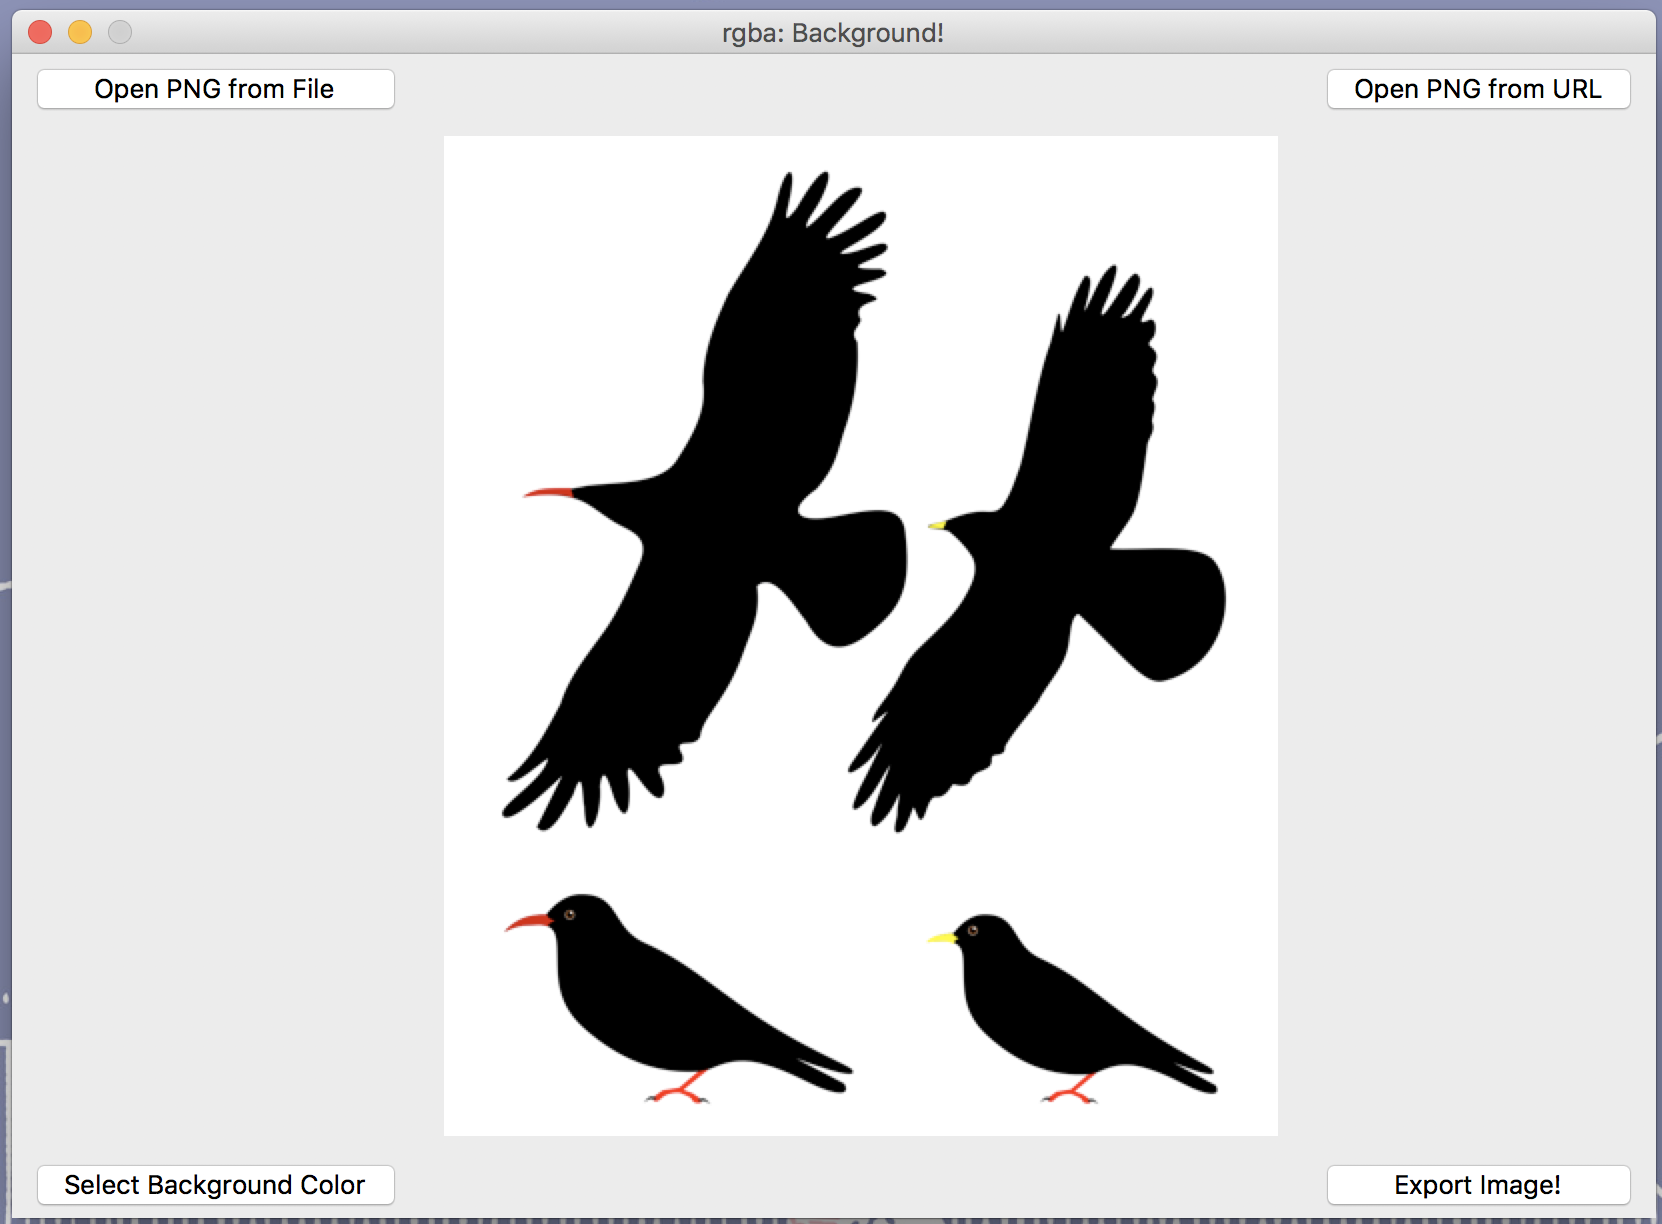 rgba: Background!
Open PNG from File
Open PNG from URL
Select Background Color
Export Image!